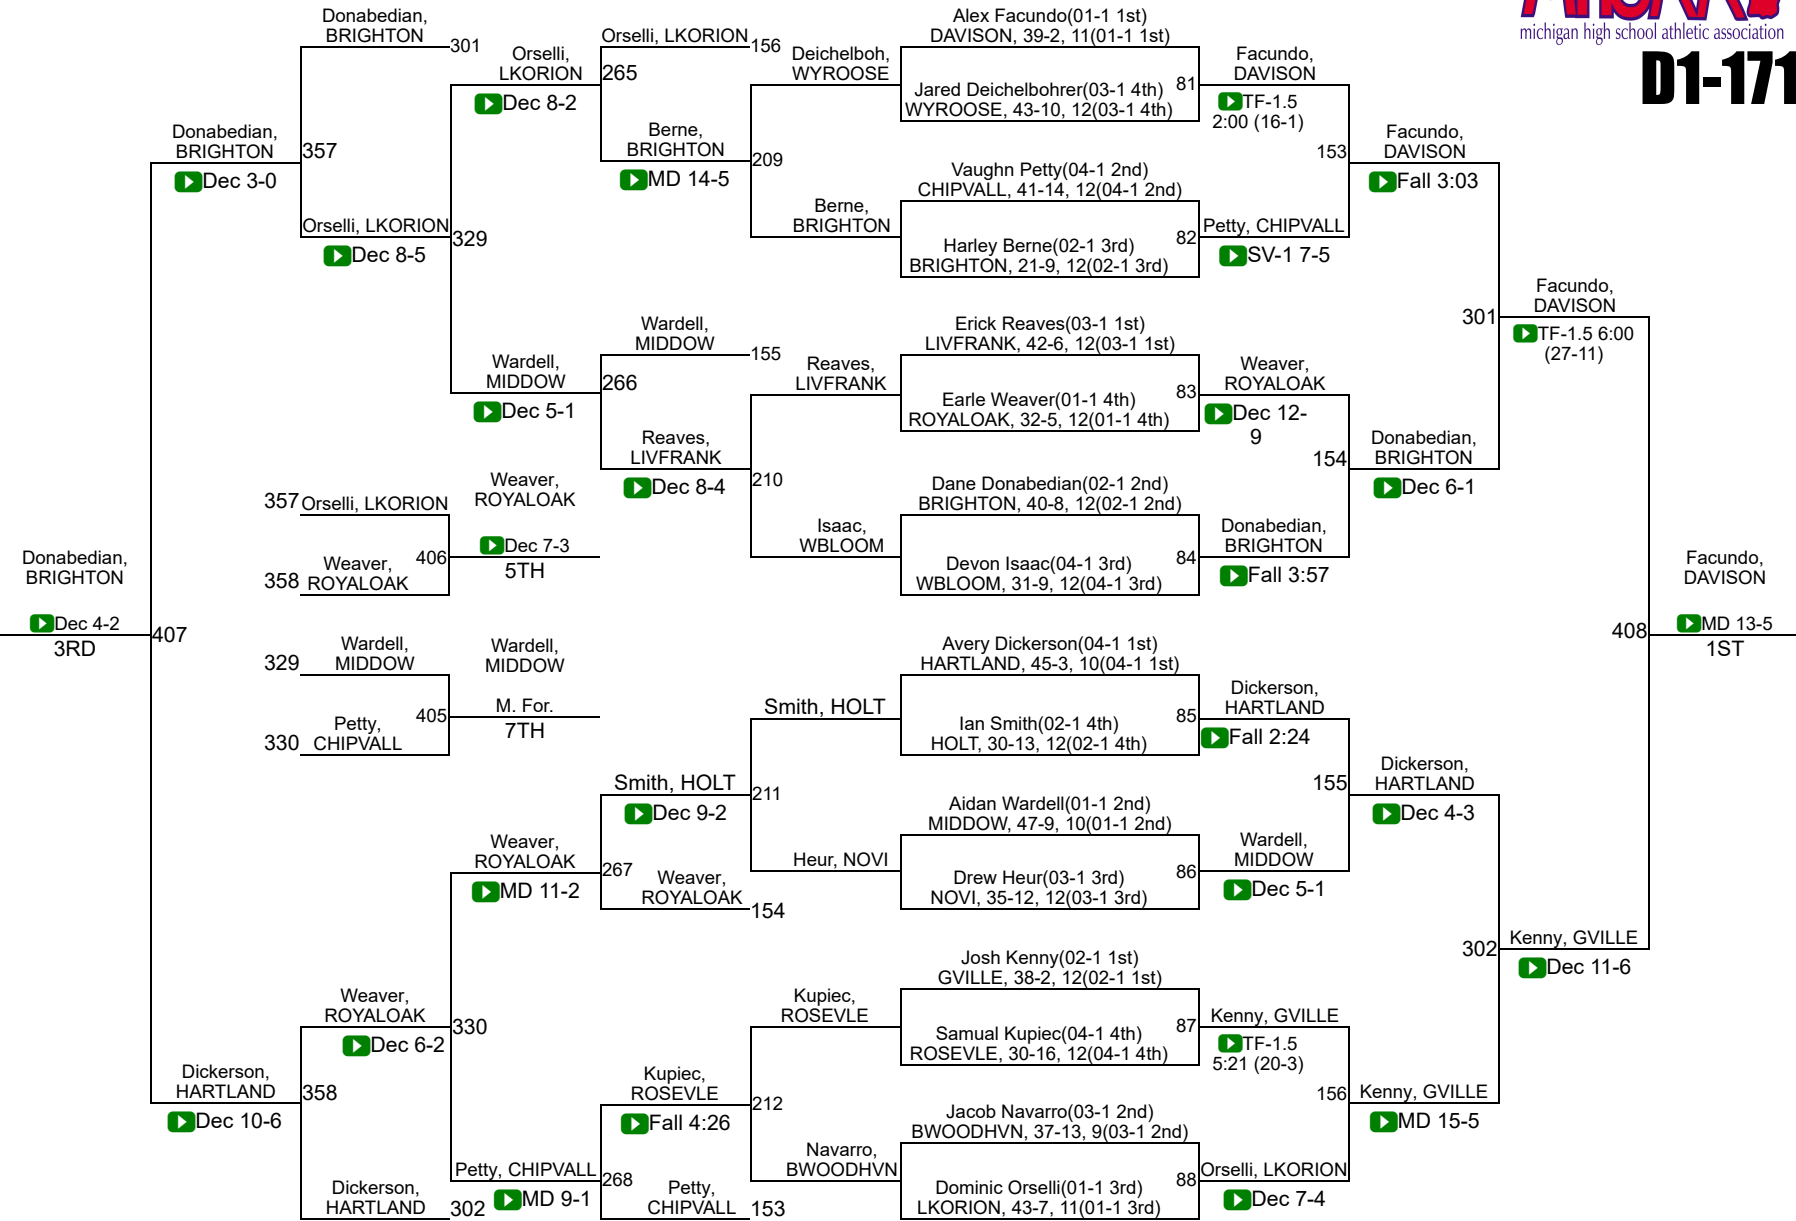 michigan high school athletic association
D1-171
Donabedian,
BRIGHTON
Dec 4-2
3RD
407
Donabedian,
BRIGHTON
Dec 3-0
Dickerson,
HARTLAND
Dec 10-6
Donabedian,
BRIGHTON
301
357
Orselli, LKORION
Dec 8-5
329
357 Orselli, LKORION
358
Weaver,
ROYALOAK
406
Weaver,
ROYALOAK
Dec 7-3
5TH
329
Wardell,
MIDDOW
330
Petty,
CHIPVALL
405
Wardell,
MIDDOW
M. For.
7TH
Weaver,
ROYALOAK
Dec 6-2
330
358
Dickerson,
HARTLAND
302
Orselli,
LKORION
Dec 8-2
265
Wardell,
MIDDOW
Dec 5-1
266
Weaver,
ROYALOAK
MD 11-2
267
Petty, CHIPVALL
MD 9-1
268
Orselli, LKORION
156
Berne,
BRIGHTON
MD 14-5
209
Wardell,
MIDDOW
155
Reaves,
LIVFRANK
Dec 8-4
210
Smith, HOLT
Dec 9-2
211
Weaver,
ROYALOAK
154
Kupiec,
ROSEVLE
Fall 4:26
212
Petty,
CHIPVALL
153
Deichelboh,
WYROOSE
Berne,
BRIGHTON
Reaves,
LIVFRANK
Isaac,
WBLOOM
Smith, HOLT
Heur, NOVI
Kupiec,
ROSEVLE
Navarro,
BWOODHVN
Alex Facundo(01-1 1st)
DAVISON, 39-2, 11(01-1 1st)
Jared Deichelbohrer(03-1 4th)
WYROOSE, 43-10, 12(03-1 4th)
81
Vaughn Petty(04-1 2nd)
CHIPVALL, 41-14, 12(04-1 2nd)
Harley Berne(02-1 3rd)
BRIGHTON, 21-9, 12(02-1 3rd)
82
Erick Reaves(03-1 1st)
LIVFRANK, 42-6, 12(03-1 1st)
Earle Weaver(01-1 4th)
ROYALOAK, 32-5, 12(01-1 4th)
83
Dane Donabedian(02-1 2nd)
BRIGHTON, 40-8, 12(02-1 2nd)
Devon Isaac(04-1 3rd)
WBLOOM, 31-9, 12(04-1 3rd)
84
Avery Dickerson(04-1 1st)
HARTLAND, 45-3, 10(04-1 1st)
Ian Smith(02-1 4th)
HOLT, 30-13, 12(02-1 4th)
85
Aidan Wardell(01-1 2nd)
MIDDOW, 47-9, 10(01-1 2nd)
Drew Heur(03-1 3rd)
NOVI, 35-12, 12(03-1 3rd)
86
Josh Kenny(02-1 1st)
GVILLE, 38-2, 12(02-1 1st)
Samual Kupiec(04-1 4th)
ROSEVLE, 30-16, 12(04-1 4th)
87
Jacob Navarro(03-1 2nd)
BWOODHVN, 37-13, 9(03-1 2nd)
Dominic Orselli(01-1 3rd)
LKORION, 43-7, 11(01-1 3rd)
88
Facundo,
DAVISON
TF-1.5
2:00 (16-1)
153
Petty, CHIPVALL
SV-1 7-5
Weaver,
ROYALOAK
Dec 12-
9
154
Donabedian,
BRIGHTON
Fall 3:57
Dickerson,
HARTLAND
Fall 2:24
155
Wardell,
MIDDOW
Dec 5-1
Kenny, GVILLE
TF-1.5
5:21 (20-3)
156
Orselli, LKORION
Dec 7-4
Facundo,
DAVISON
Fall 3:03
301
Donabedian,
BRIGHTON
Dec 6-1
Dickerson,
HARTLAND
Dec 4-3
302
Kenny, GVILLE
MD 15-5
Facundo,
DAVISON
TF-1.5 6:00
(27-11)
408
Kenny, GVILLE
Dec 11-6
Facundo,
DAVISON
MD 13-5
1ST